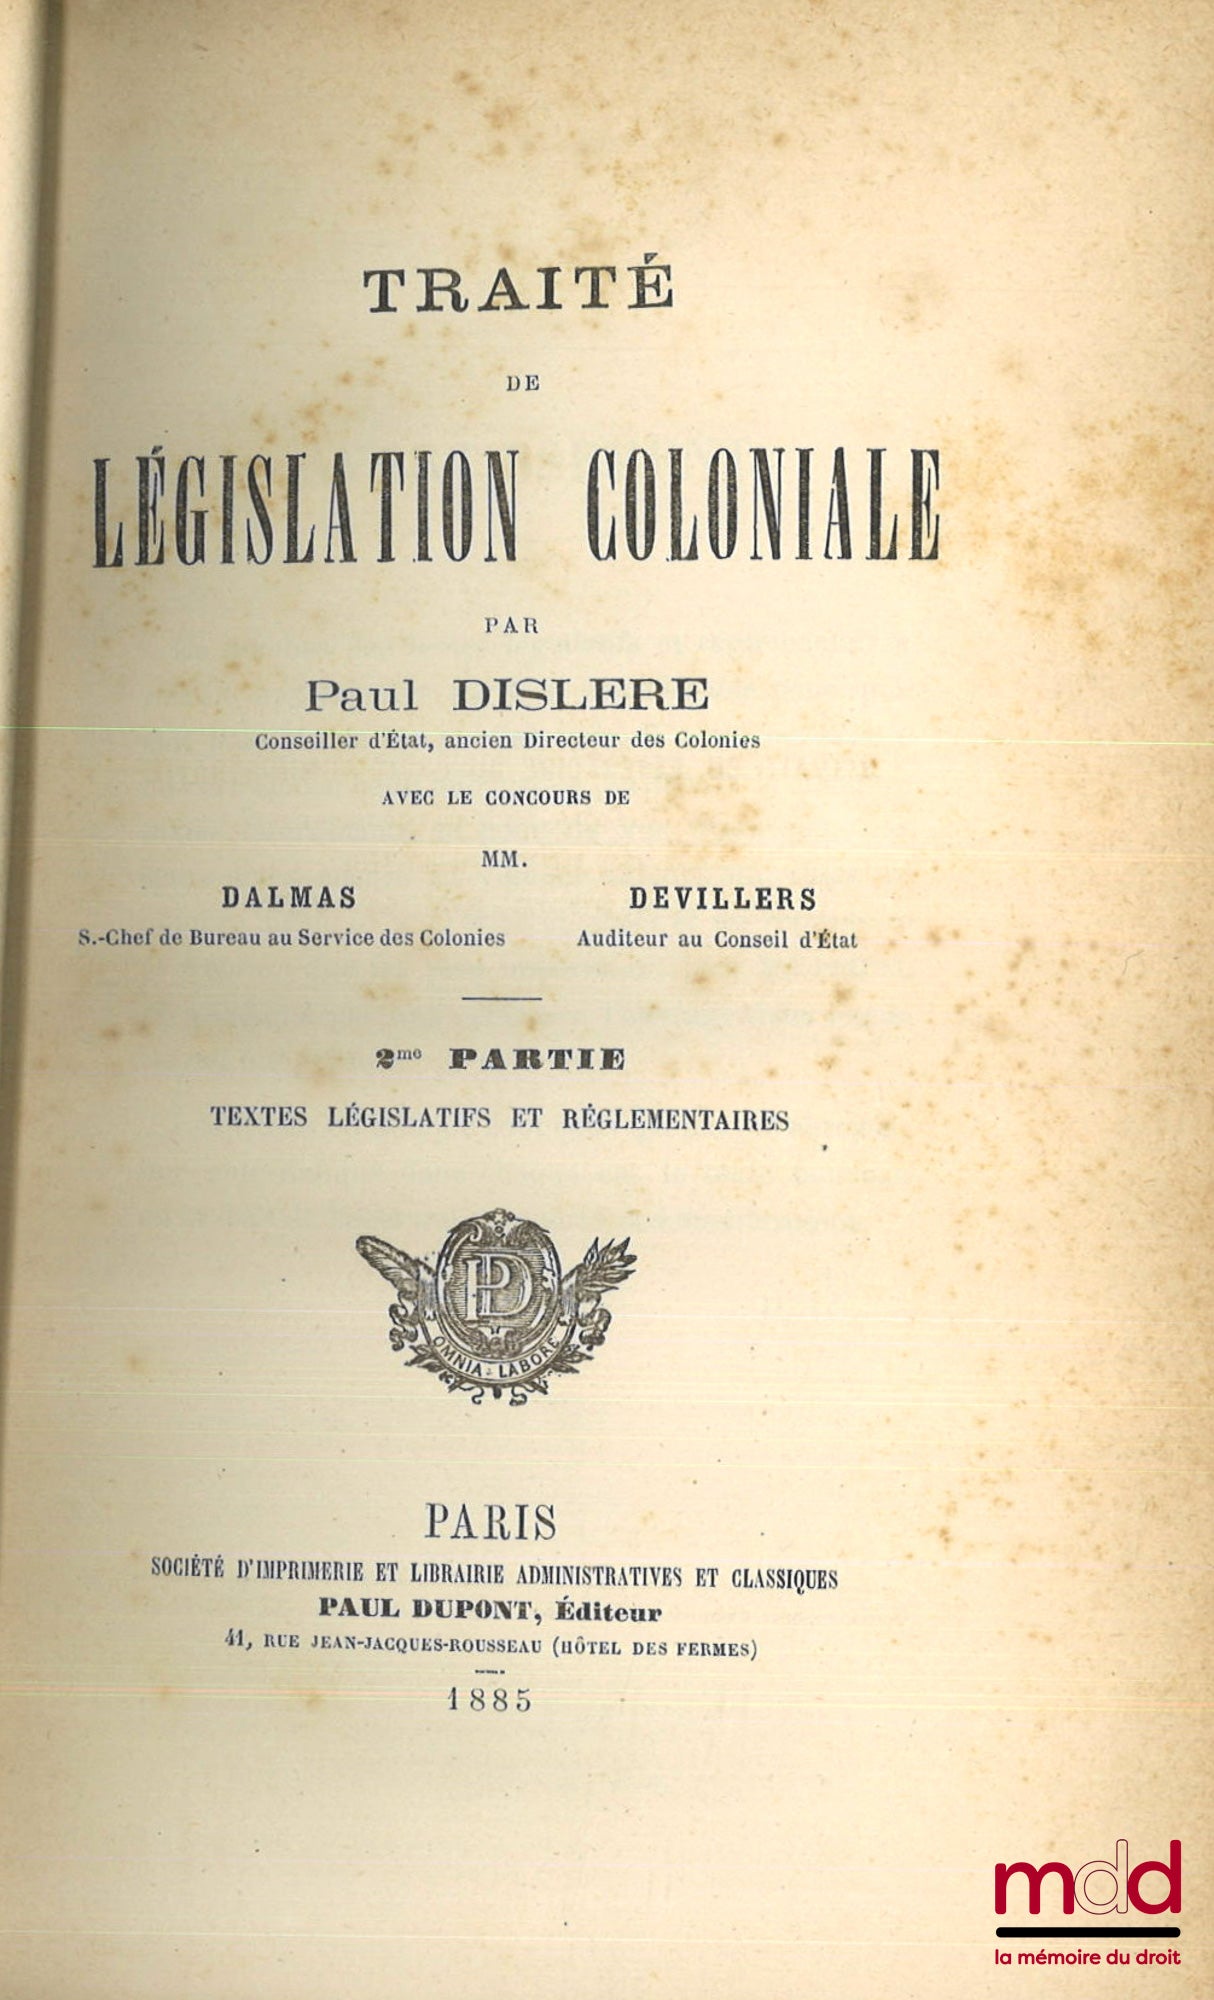 TRAITÉ
DE
LÉGISLATION COLONIALE
PAR
Paul DISLERE
Conseiller d'État, ancien Directeur des Colonies
AVEC LE CONCOURS DE
MM.
DALMAS DEVILLERS
S.-Chef de Bureau au Service des Colonies Auditeur au Conseil d'État
2me PARTIE
TEXTES LÉGISLATIFS ET RÉGLEMENTAIRES
PD
OMNIA LABORE
PARIS
SOCIÉTÉ D'IMPRIMERIE ET LIBRAIRIE ADMINISTRATIVES ET CLASSIQUES
PAUL DUPONT, Éditeur
41, RUE JEAN-JACQUES-ROUSSEAU (HÔTEL DES FERMES)
1885
mdd
la mémoire du droit